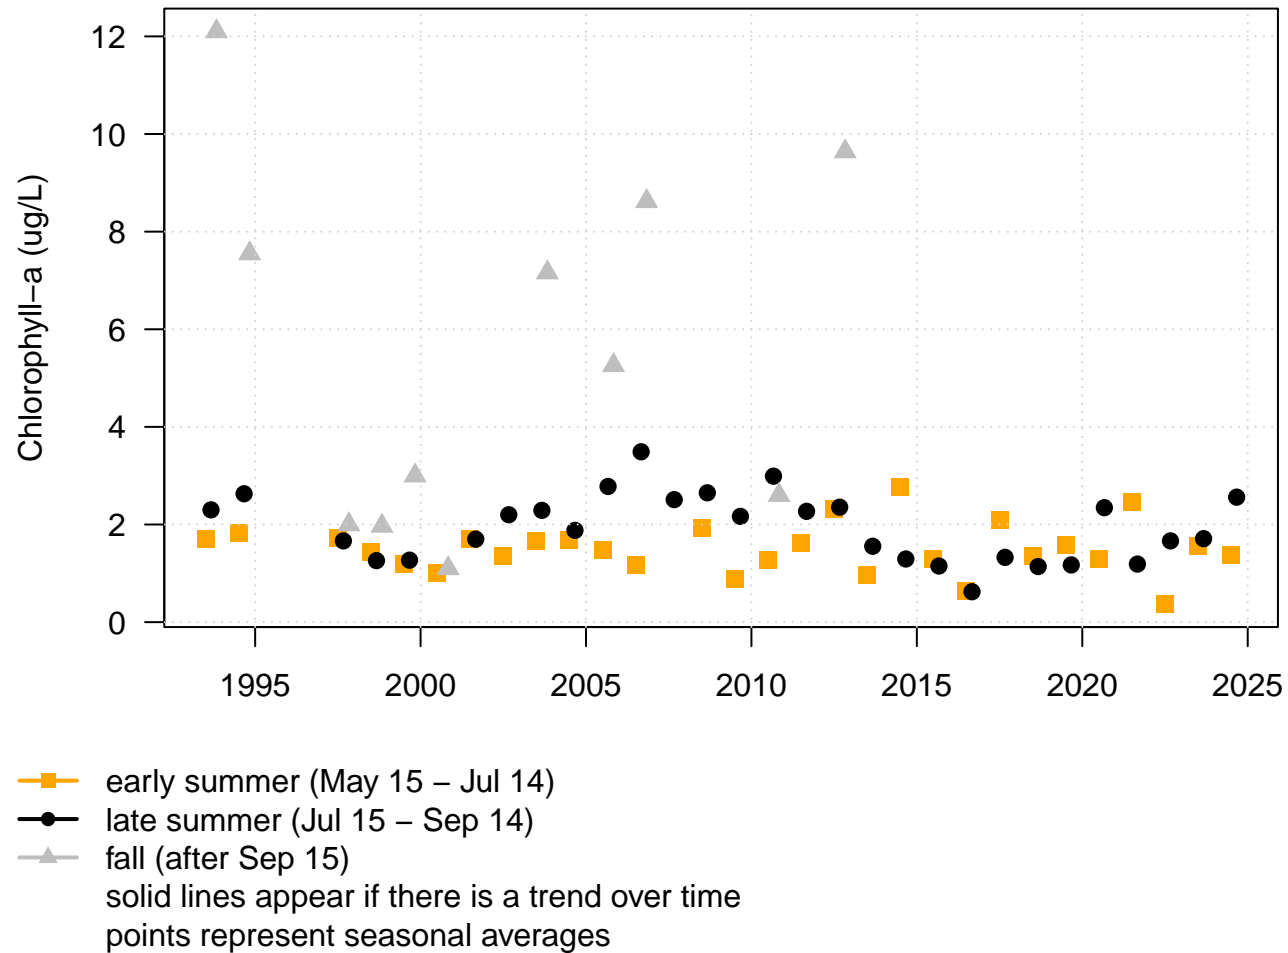 Chlorophyll−a (ug/L)
12
10
8
6
4
2
0
1995 2000 2005 2010 2015 2020 2025
early summer (May 15 − Jul 14)
late summer (Jul 15 − Sep 14)
fall (after Sep 15)
solid lines appear if there is a trend over time
points represent seasonal averages